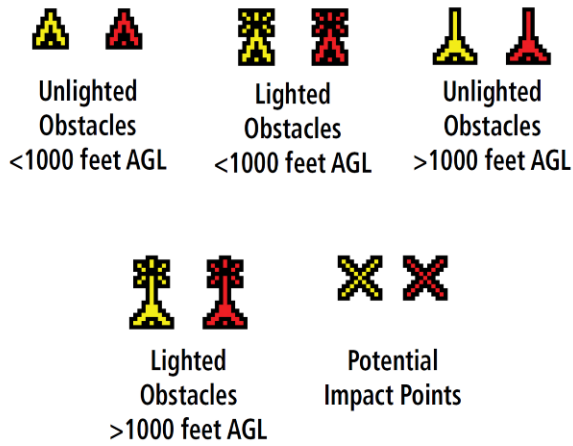 Unlighted
Obstacles
<1000 feet AGL
Lighted
Obstacles
<1000 feet AGL
Unlighted
Obstacles
>1000 feet AGL
Lighted
Obstacles
>1000 feet AGL
Potential
Impact Points